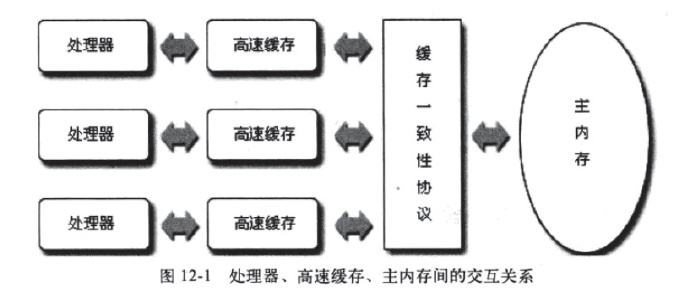 处理器 高速缓存
处理器 高速缓存
处理器 高速缓存
缓存一致性协议
主内存
图 12-1 处理器、高速缓存、主内存间的交互关系